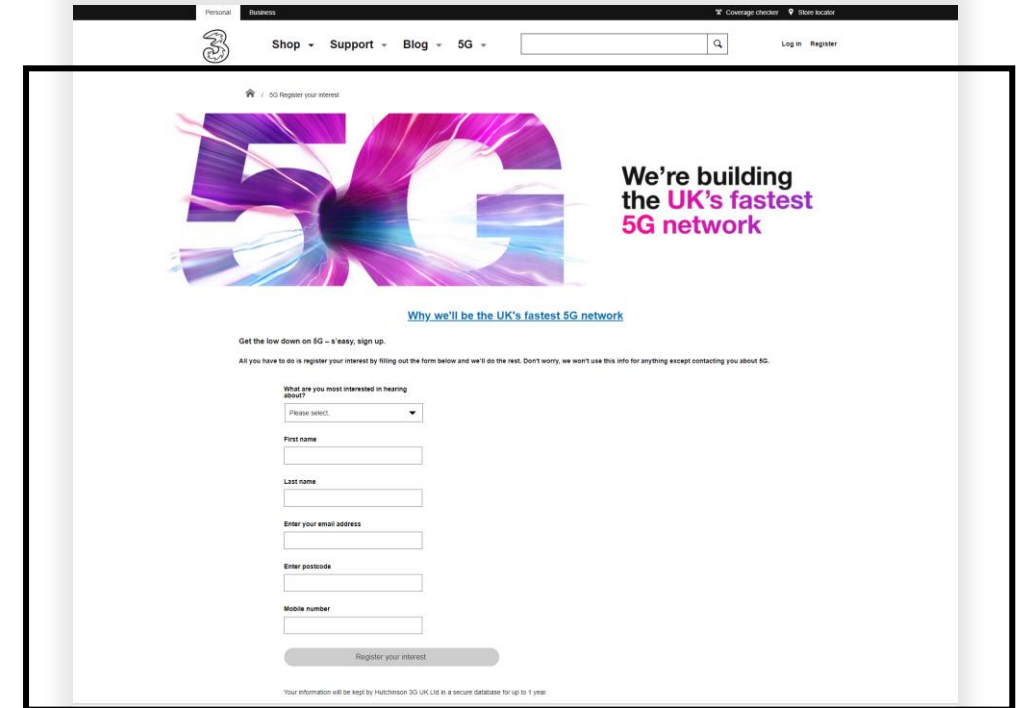 Personal Business Coverage checker Store locator
3 Shop Support Blog 5G Log in Register
/ 5G Register your interest
5G
We're building
the UK's fastest
5G network
Why we'll be the UK's fastest 5G network
Get the low down on 5G – s'easy, sign up.
All you have to do is register your interest by filling out the form below and we'll do the rest. Don't worry, we won't use this info for anything except contacting you about 5G.
What are you most interested in hearing
about?
Please select.
First name
Last name
Enter your email address
Enter postcode
Mobile number
Register your interest
Your information will be kept by Hutchinson 3G UK Ltd in a secure database for up to 1 year.